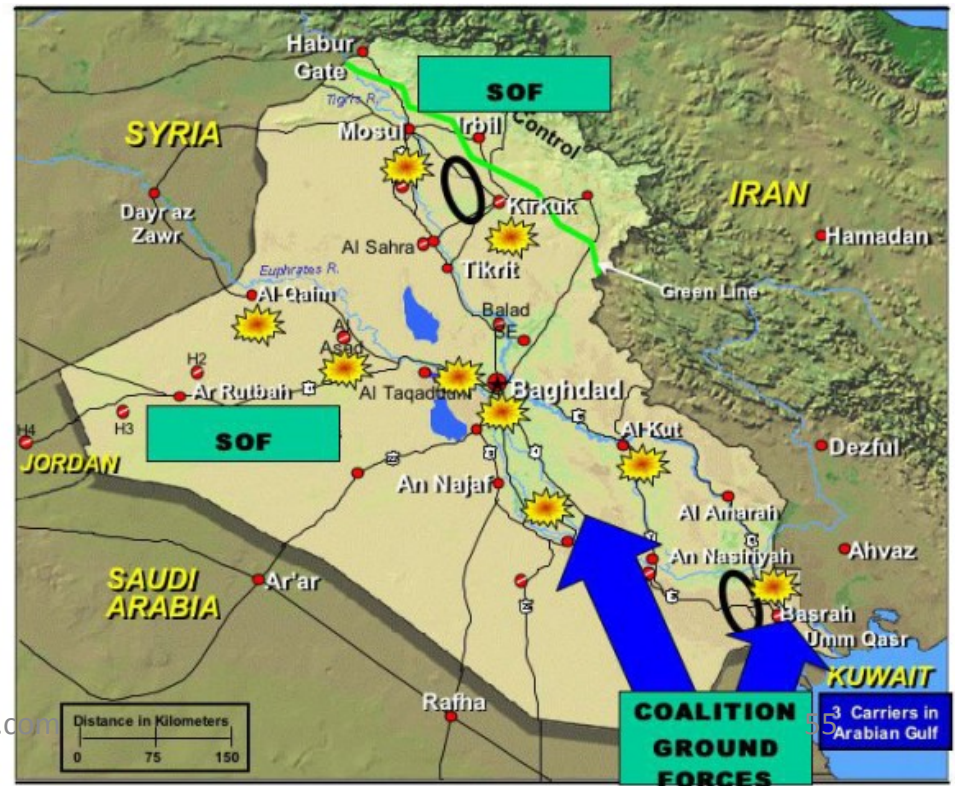 Habur
Gate
SOF
Tigris R.
Mosul
Irbil
Control
SYRIA
IRAN
Dayr az
Zawr
Kirkuk
Hamadan
Al Sahra
Tikrit
Euphrates R.
Green Line
Al Qaim
Balad
Al
Asad
H2
Ar Rutbah
Al Taqaddum
Baghdad
H3
H4
SOF
Al Kut
Dezful
JORDAN
An Najaf
Al Amarah
An Nasiriyah
Ahvaz
SAUDI
ARABIA
Ar'ar
Basrah
Umm Qasr
KUWAIT
Rafha
COALITION
GROUND
FORCES
3 Carriers in
Arabian Gulf
55
Distance in Kilometers
0 75 150
.com